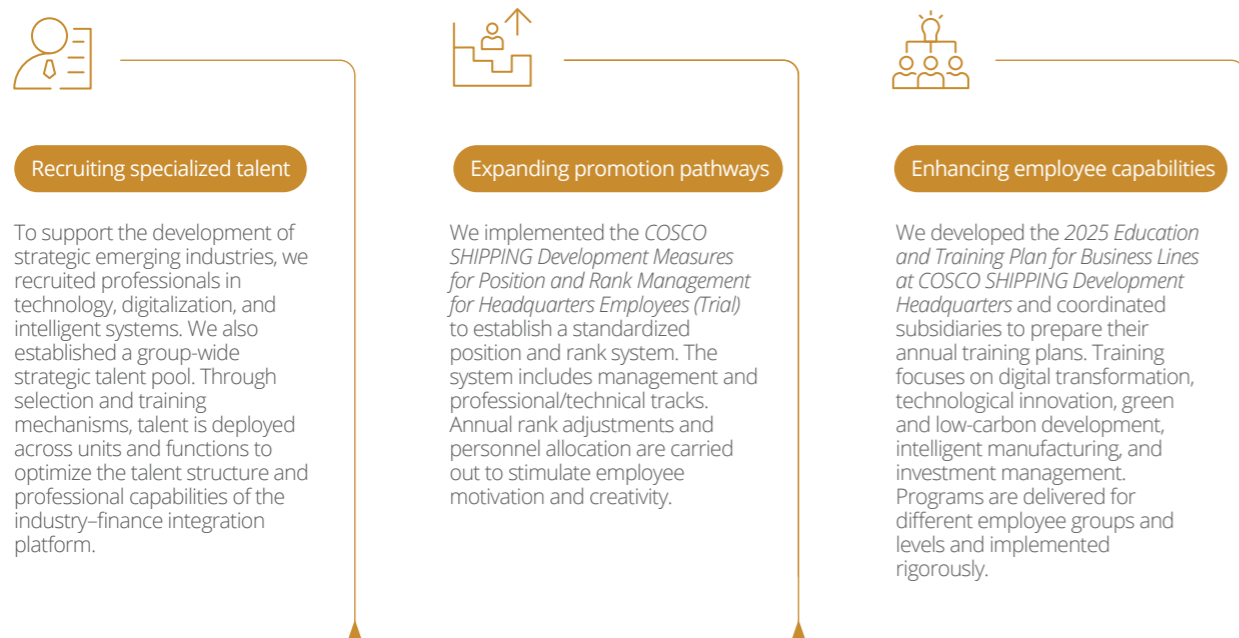 Recruiting specialized talent
To support the development of
strategic emerging industries, we
recruited professionals in
technology, digitalization, and
intelligent systems. We also
established a group-wide
strategic talent pool. Through
selection and training
mechanisms, talent is deployed
across units and functions to
optimize the talent structure and
professional capabilities of the
industry–finance integration
platform.
Expanding promotion pathways
We implemented the COSCO
SHIPPING Development Measures
for Position and Rank Management
for Headquarters Employees (Trial)
to establish a standardized
position and rank system. The
system includes management and
professional/technical tracks.
Annual rank adjustments and
personnel allocation are carried
out to stimulate employee
motivation and creativity.
Enhancing employee capabilities
We developed the 2025 Education
and Training Plan for Business Lines
at COSCO SHIPPING Development
Headquarters and coordinated
subsidiaries to prepare their
annual training plans. Training
focuses on digital transformation,
technological innovation, green
and low-carbon development,
intelligent manufacturing, and
investment management.
Programs are delivered for
different employee groups and
levels and implemented
rigorously.